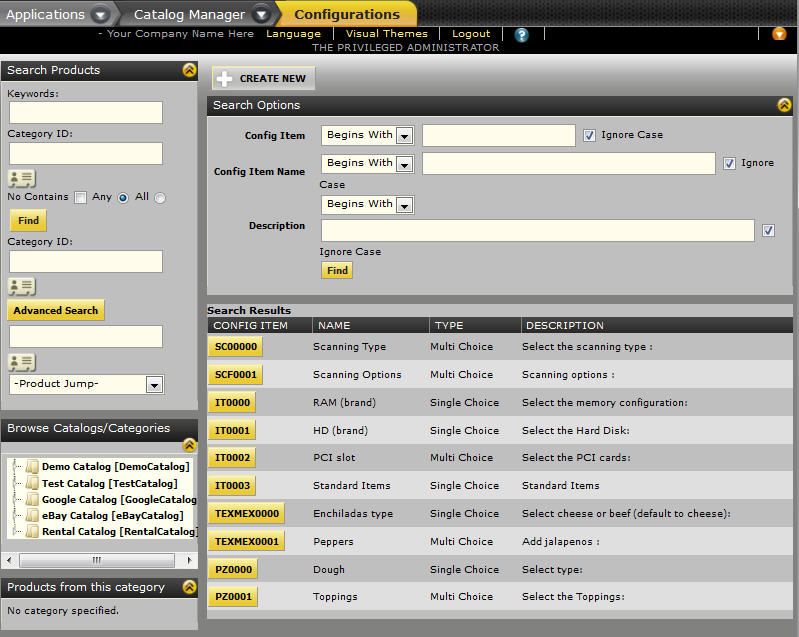 Applications Catalog Manager Configurations
- Your Company Name Here Language Visual Themes Logout ?
THE PRIVILEGED ADMINISTRATOR
Search Products
Keywords:
Category ID:
No Contains Any All
Find
Category ID:
Advanced Search
-Product Jump-
Browse Catalogs/Categories
Demo Catalog [DemoCatalog]
Test Catalog [TestCatalog]
Google Catalog [GoogleCatalog
eBay Catalog [eBayCatalog]
Rental Catalog [RentalCatalog]
Products from this category
No category specified.
CREATE NEW
Search Options
Config Item Begins With Ignore Case
Config Item Name Begins With Ignore
Case
Begins With
Description
Ignore Case
Find
Search Results
CONFIG ITEM NAME TYPE DESCRIPTION
SC00000 Scanning Type Multi Choice Select the scanning type :
SCF0001 Scanning Options Multi Choice Scanning options :
IT0000 RAM (brand) Single Choice Select the memory configuration:
IT0001 HD (brand) Single Choice Select the Hard Disk:
IT0002 PCI slot Multi Choice Select the PCI cards:
IT0003 Standard Items Single Choice Standard Items
TEXMEX0000 Enchiladas type Single Choice Select cheese or beef (default to cheese):
TEXMEX0001 Peppers Multi Choice Add jalapenos :
PZ0000 Dough Single Choice Select type:
PZ0001 Toppings Multi Choice Select the Toppings: